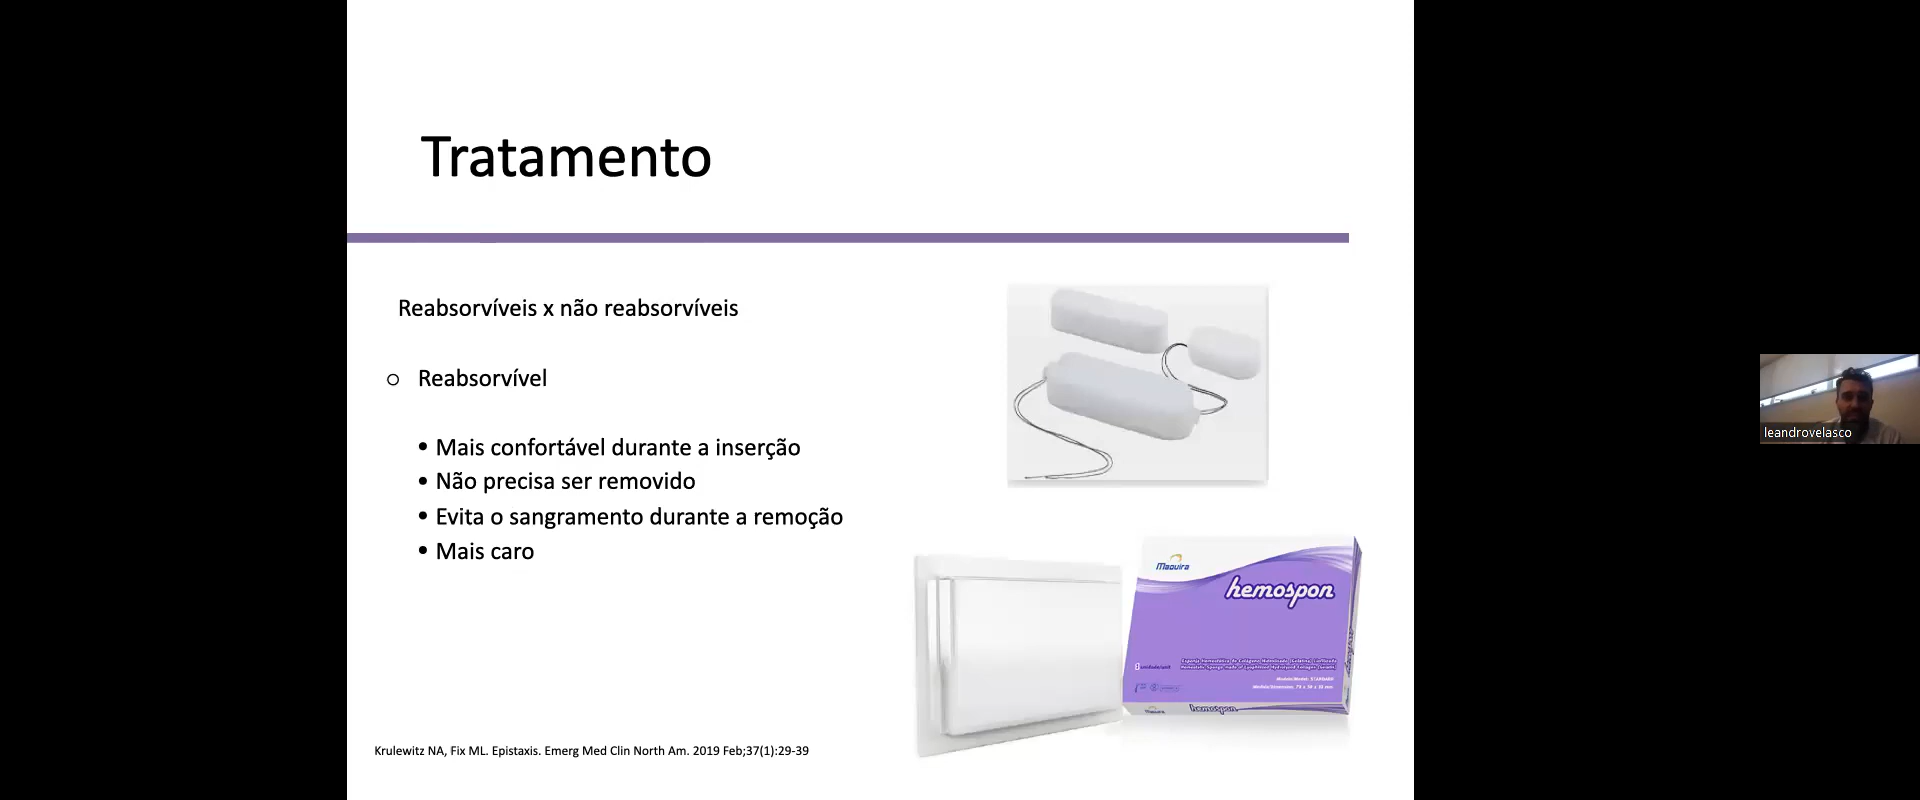 Tratamento
Reabsorvíveis x não reabsorvíveis
Reabsorvível
Mais confortável durante a inserção
Não precisa ser removido
Evita o sangramento durante a remoção
Mais caro
Maquira
hemospon
hemospon
Krulewitz NA, Fix ML. Epistaxis. Emerg Med Clin North Am. 2019 Feb;37(1):29-39
leandrovelasco